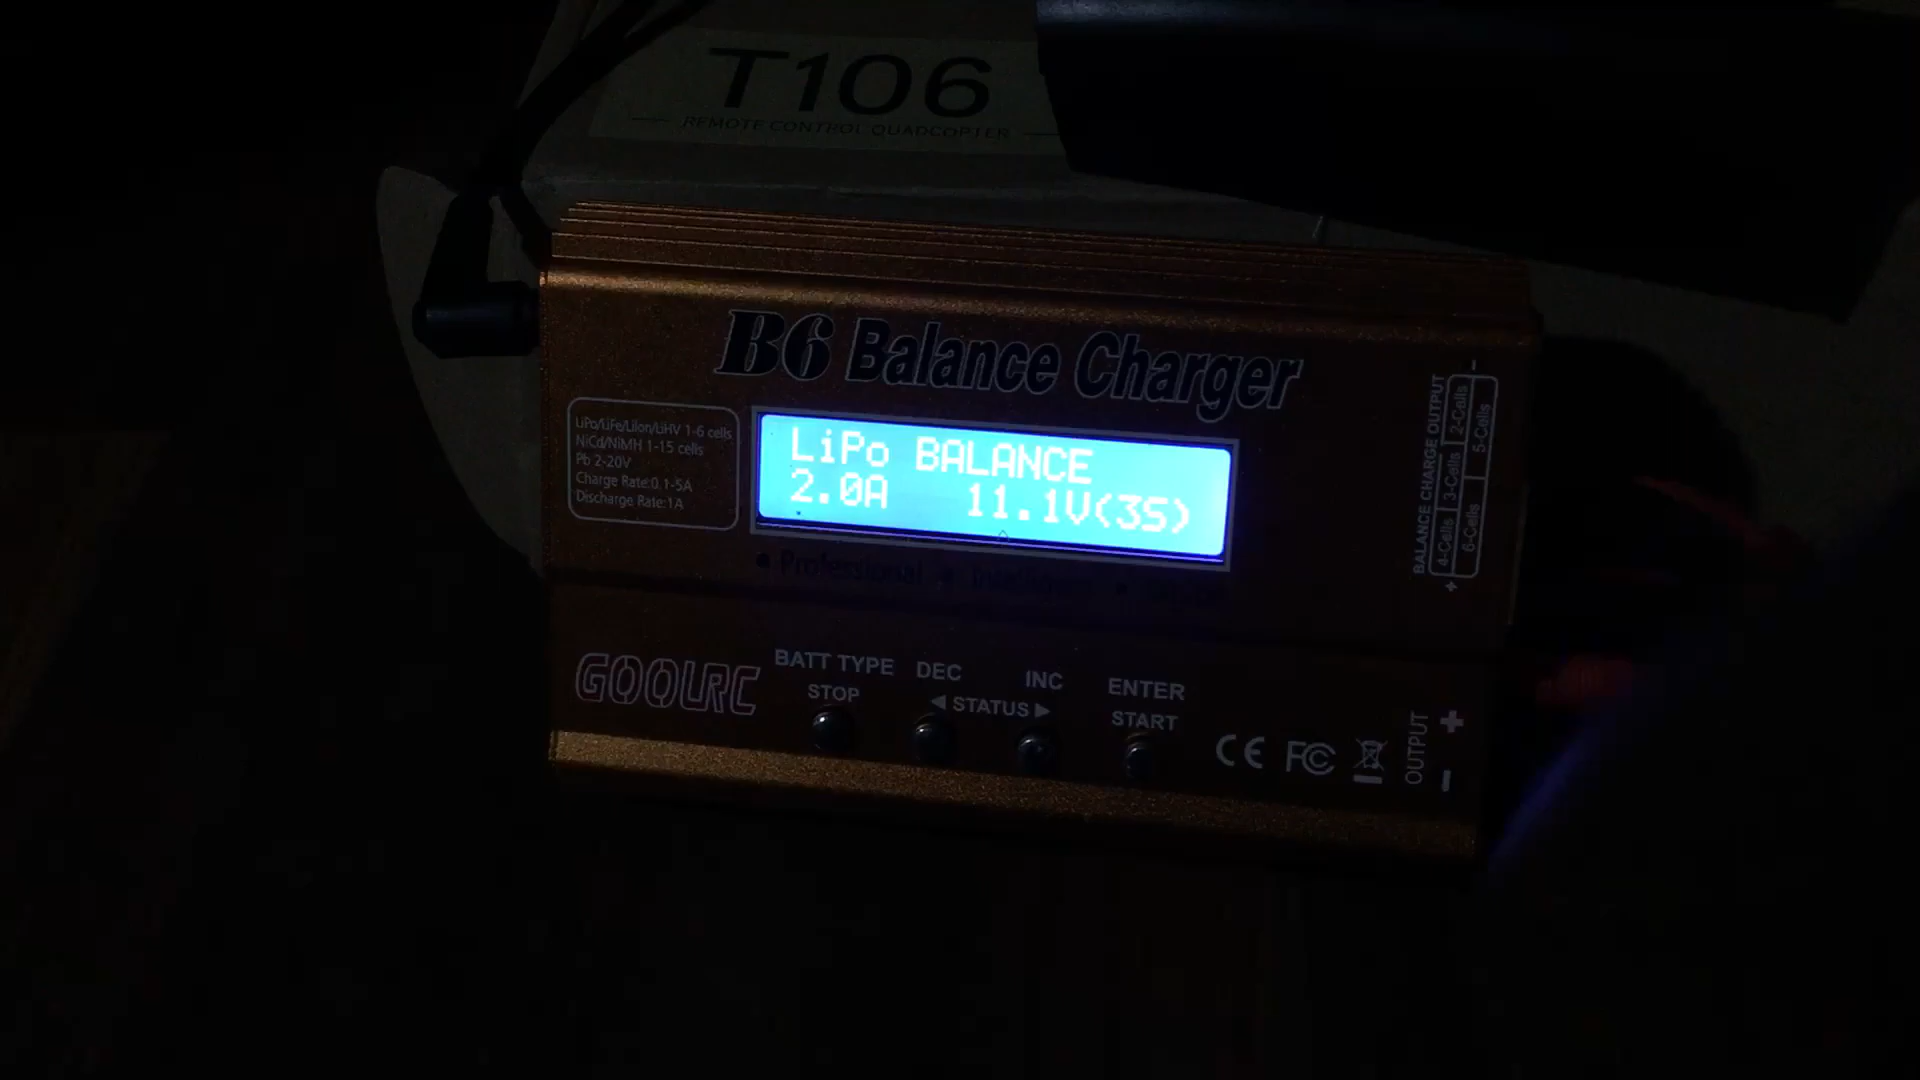 T106
REMOTE CONTROL QUADCOPTER
B6 Balance Charger
LiPo/LiFe/LiIon/LiHV 1-6 cells
NiCd/NiMH 1-15 cells
Pb 2-20V
Charge Rate:0.1-5A
Discharge Rate:1A
LiPo BALANCE
2.0A 11.1V(3S)
• Professional •
BALANCE CHARGE OUTPUT
4-Cells 3-Cells 2-Cells
6-Cells 5-Cells
+ -
GOOLRC
BATT TYPE
STOP
DEC
INC
◀ STATUS ▶
ENTER
START
CE FC
OUTPUT
+ -